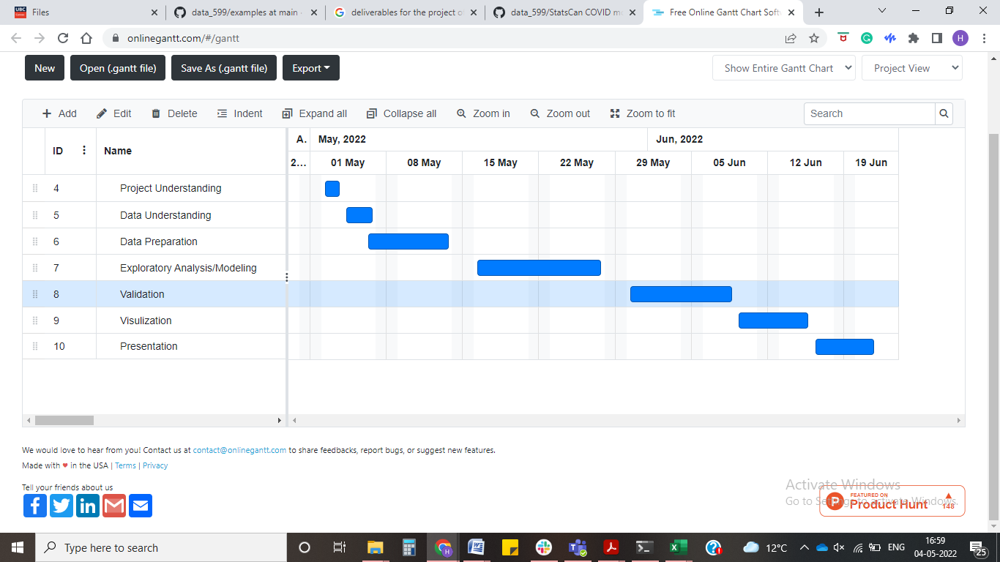 Files
data_599/examples at main ·
deliverables for the project o
data_599/StatsCan COVID m
Free Online Gantt Chart Softw
onlinegantt.com/#/gantt
H
New
Open (.gantt file)
Save As (.gantt file)
Export
Show Entire Gantt Chart
Project View
Add
Edit
Delete
Indent
Expand all
Collapse all
Zoom in
Zoom out
Zoom to fit
Search
ID
Name
A.
May, 2022
Jun, 2022
2...
01 May
08 May
15 May
22 May
29 May
05 Jun
12 Jun
19 Jun
4 Project Understanding
5 Data Understanding
6 Data Preparation
7 Exploratory Analysis/Modeling
8 Validation
9 Visulization
10 Presentation
We would love to hear from you! Contact us at contact@onlinegantt.com to share feedbacks, report bugs, or suggest new features.
Made with ♥ in the USA | Terms | Privacy
Tell your friends about us
Activate Windows
Go to Settings to activate Windows.
FEATURED ON
Product Hunt
148
Type here to search
12°C
ENG
16:59
04-05-2022
25